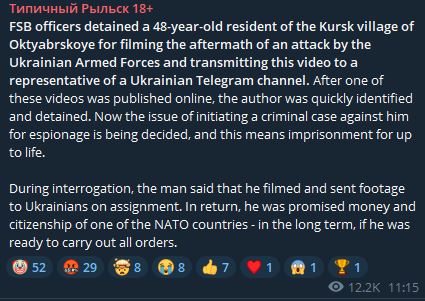 Типичный Рыльск 18+
FSB officers detained a 48-year-old resident of the Kursk village of
Oktyabrskoye for filming the aftermath of an attack by the
Ukrainian Armed Forces and transmitting this video to a
representative of a Ukrainian Telegram channel. After one of
these videos was published online, the author was quickly identified
and detained. Now the issue of initiating a criminal case against him
for espionage is being decided, and this means imprisonment for up
to life.
During interrogation, the man said that he filmed and sent footage
to Ukrainians on assignment. In return, he was promised money and
citizenship of one of the NATO countries - in the long term, if he was
ready to carry out all orders.
52 29 8 8 7 1 1 1
12.2K 11:15